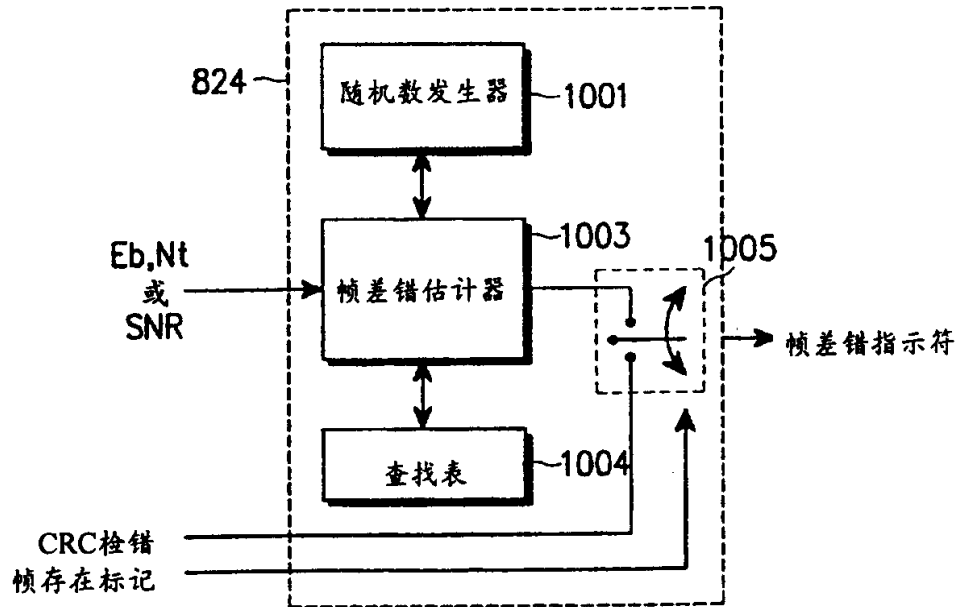 824
随机数发生器
1001
1003
1005
Eb,Nt
或
SNR
帧差错估计器
帧差错指示符
查找表
1004
CRC检错
帧存在标记